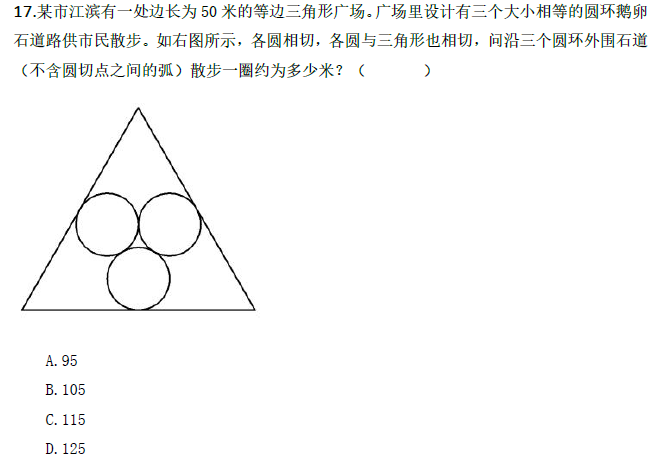 17.某市江滨有一处边长为 50 米的等边三角形广场。广场里设计有三个大小相等的圆环鹅卵
石道路供市民散步。如右图所示，各圆相切，各圆与三角形也相切，问沿三个圆环外围石道
（不含圆切点之间的弧）散步一圈约为多少米？（      ）
A.95
B.105
C.115
D.125